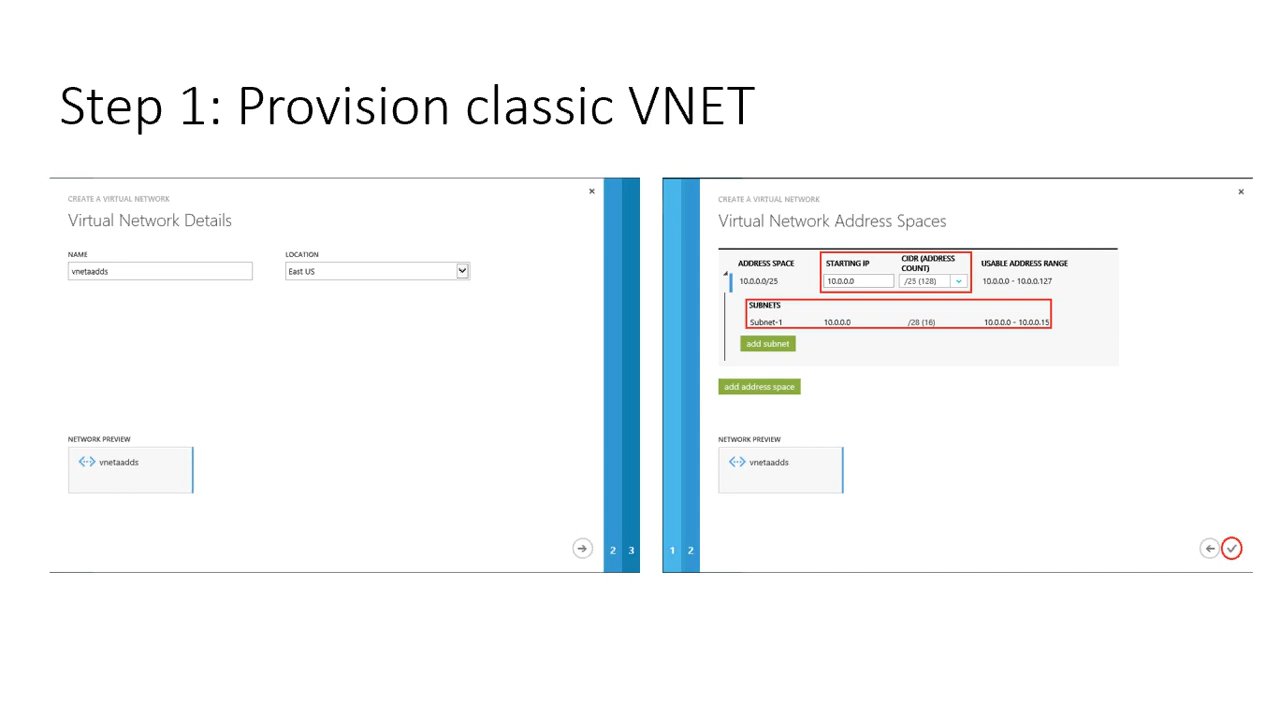 Step 1: Provision classic VNET
CREATE A VIRTUAL NETWORK
Virtual Network Details
NAME
LOCATION
vnetaadds
East US
NETWORK PREVIEW
vnetaadds
2 3
CREATE A VIRTUAL NETWORK
Virtual Network Address Spaces
ADDRESS SPACE STARTING IP CIDR (ADDRESS COUNT) USABLE ADDRESS RANGE
10.0.0.0/25 10.0.0.0 /25 (128) 10.0.0.0 - 10.0.0.127
SUBNETS
Subnet-1 10.0.0.0 /28 (16) 10.0.0.0 - 10.0.0.15
add subnet
add address space
NETWORK PREVIEW
vnetaadds
1 2